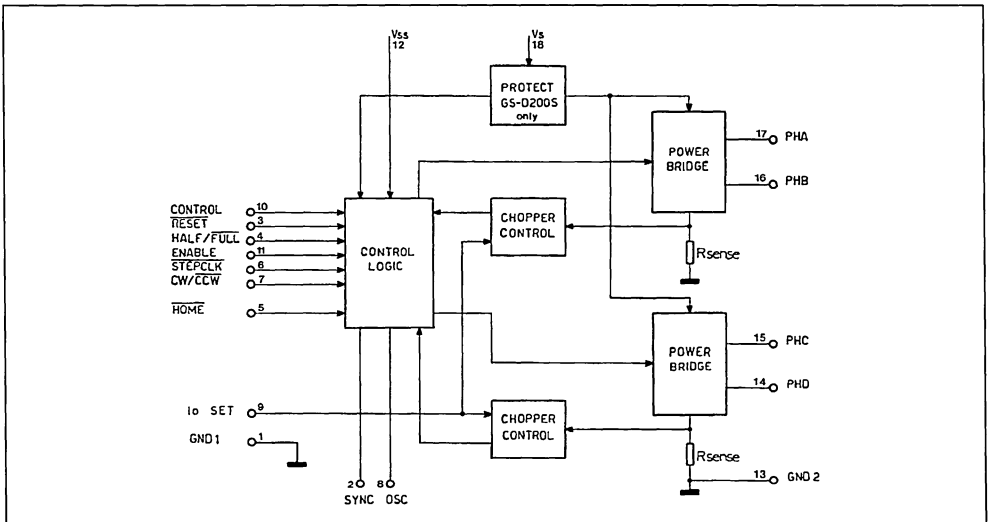 Vss
12
Vs
18
PROTECT
GS-D200S
only
POWER
BRIDGE
17 PHA
16 PHB
CONTROL 10
RESET 3
HALF/FULL 4
ENABLE 11
STEPCLK 6
CW/CCW 7
HOME 5
CONTROL
LOGIC
CHOPPER
CONTROL
Rsense
POWER
BRIDGE
15 PHC
14 PHD
Io SET 9
GND1 1
CHOPPER
CONTROL
Rsense
13 GND2
2 8
SYNC OSC